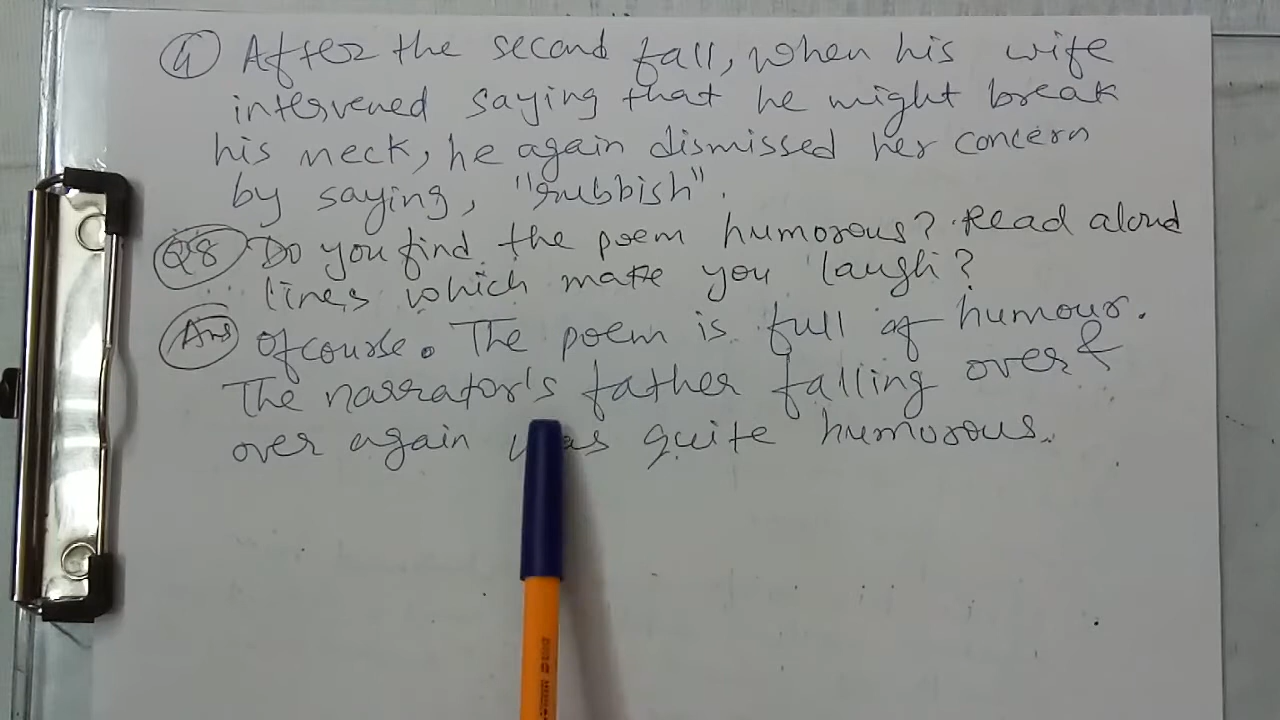 4 After the second fall, when his wife
intervened saying that he might break
his neck, he again dismissed her concern
by saying, "rubbish".
Q8 Do you find the poem humorous? Read aloud
lines which make you laugh?
Ans Ofcourse. The poem is full of humour.
The narrator's father falling over &
over again was quite humorous.